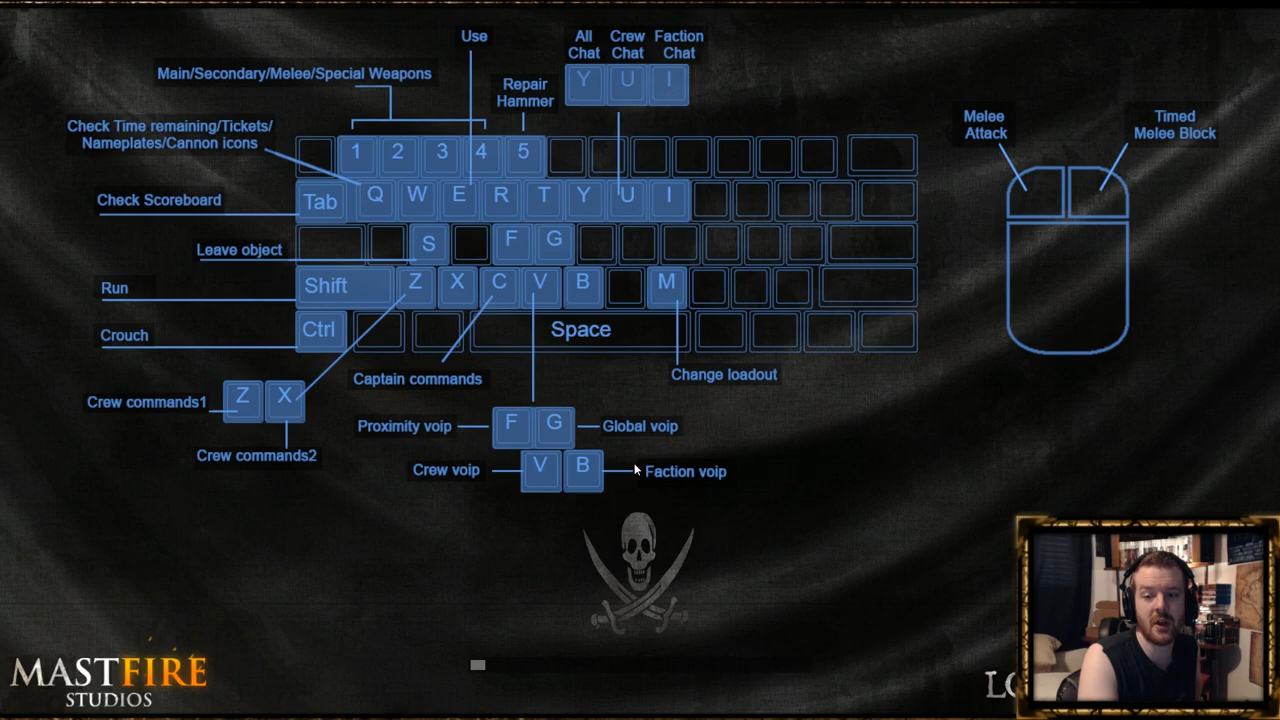 Use
All Chat
Crew Chat
Faction Chat
Y U I
Main/Secondary/Melee/Special Weapons
Repair
Hammer
Melee
Attack
Timed
Melee Block
Check Time remaining/Tickets/
Nameplates/Cannon icons
1 2 3 4 5
Check Scoreboard
Tab Q W E R T Y U I
Leave object
S F G
Run
Shift Z X C V B M
Crouch
Ctrl Space
Captain commands
Change loadout
Crew commands1
Z X
Crew commands2
Proximity voip
F G
Global voip
Crew voip
V B
Faction voip
MASTFIRE
STUDIOS